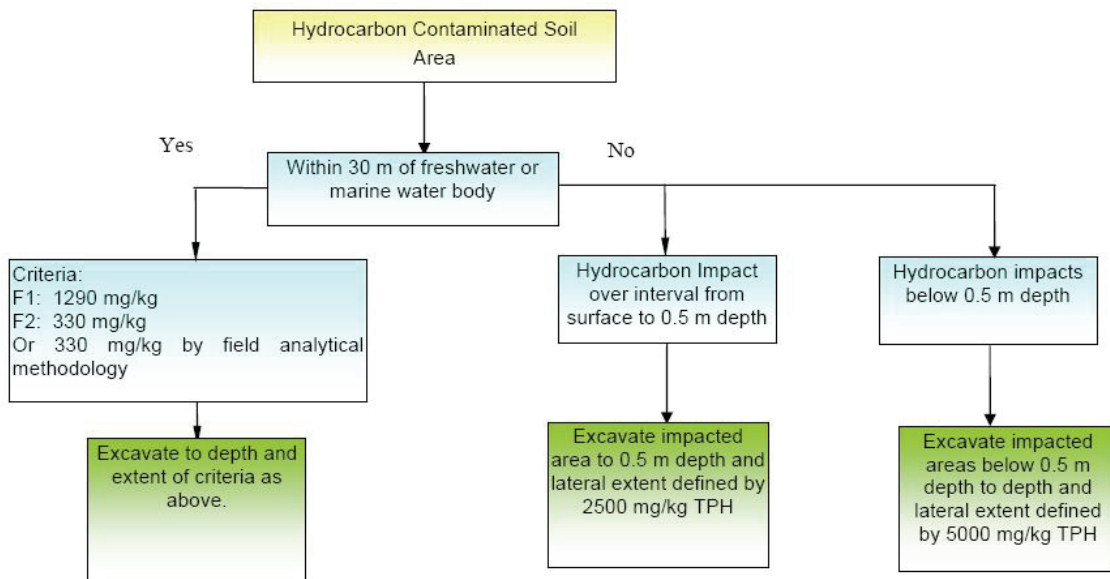 Hydrocarbon Contaminated Soil
Area
Yes
No
Within 30 m of freshwater or
marine water body
Criteria:
F1: 1290 mg/kg
F2: 330 mg/kg
Or 330 mg/kg by field analytical
methodology
Hydrocarbon Impact
over interval from
surface to 0.5 m depth
Hydrocarbon impacts
below 0.5 m depth
Excavate to depth and
extent of criteria as
above.
Excavate impacted
area to 0.5 m depth and
lateral extent defined by
2500 mg/kg TPH
Excavate impacted
areas below 0.5 m
depth to depth and
lateral extent defined
by 5000 mg/kg TPH